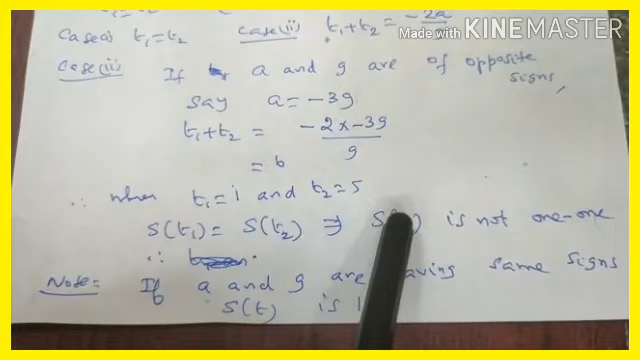 Made with KINEMASTER
Case(i) t₁=t₂ Case(ii) t₁+t₂ = -2a
Case(ii) If a and g are of opposite signs,
say a = -3g
t₁+t₂ = -2x-3g / g
= 6
∴ when t₁=1 and t₂=5
S(t₁) = S(t₂) ⇒ S( ) is not one-one
∴
Note: If a and g are having same signs
S(t) is 1